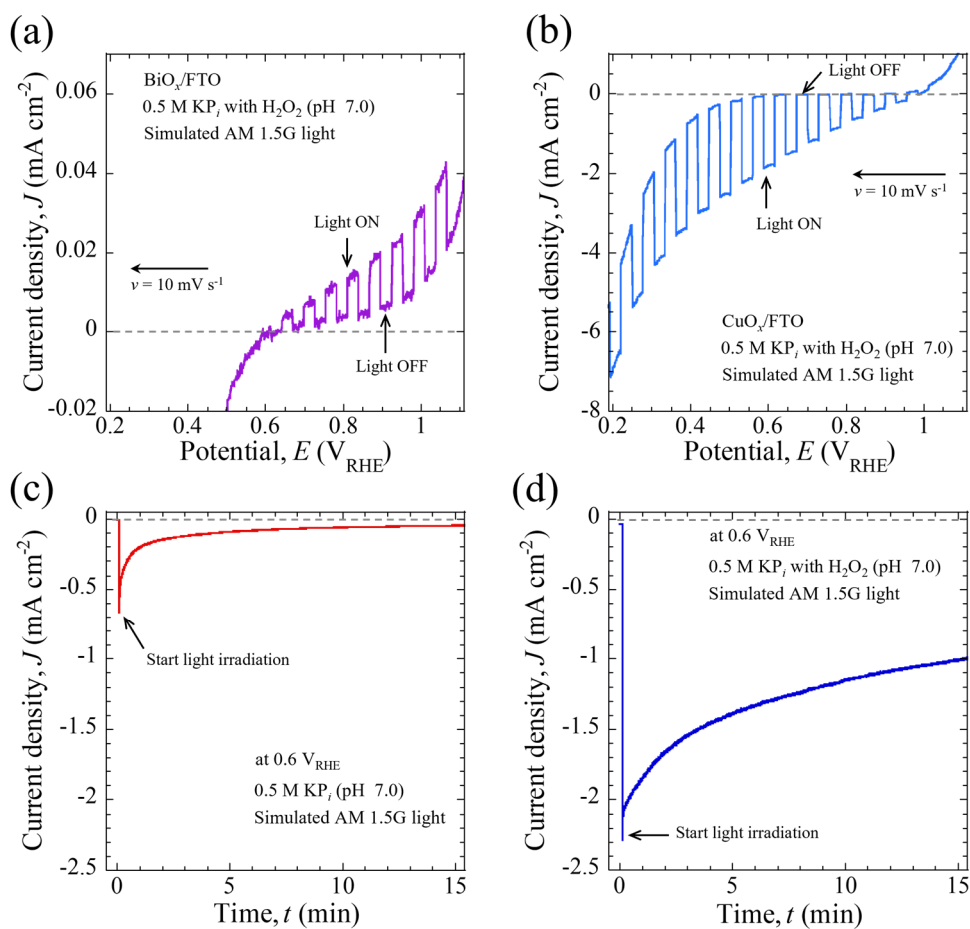 (a)
BiOₓ/FTO
0.5 M KPᵢ with H₂O₂ (pH 7.0)
Simulated AM 1.5G light
Light ON
Light OFF
v = 10 mV s⁻¹
0.06
0.04
0.02
0
-0.02
Current density, J (mA cm⁻²)
0.2 0.4 0.6 0.8 1
Potential, E (V_RHE)
(b)
Light OFF
v = 10 mV s⁻¹
Light ON
CuOₓ/FTO
0.5 M KPᵢ with H₂O₂ (pH 7.0)
Simulated AM 1.5G light
0
-2
-4
-6
-8
Current density, J (mA cm⁻²)
0.2 0.4 0.6 0.8 1
Potential, E (V_RHE)
(c)
Start light irradiation
at 0.6 V_RHE
0.5 M KPᵢ (pH 7.0)
Simulated AM 1.5G light
0
-0.5
-1
-1.5
-2
-2.5
Current density, J (mA cm⁻²)
0 5 10 15
Time, t (min)
(d)
at 0.6 V_RHE
0.5 M KPᵢ with H₂O₂ (pH 7.0)
Simulated AM 1.5G light
Start light irradiation
0
-0.5
-1
-1.5
-2
-2.5
Current density, J (mA cm⁻²)
0 5 10 15
Time, t (min)